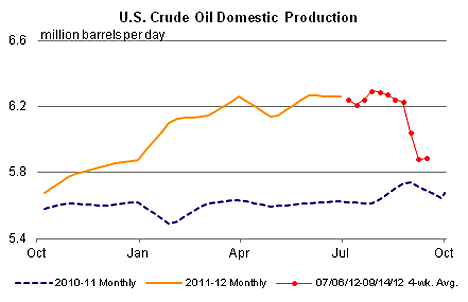 U.S. Crude Oil Domestic Production
million barrels per day
6.6
6.2
5.8
5.4
Oct Jan Apr Jul Oct
2010-11 Monthly 2011-12 Monthly 07/06/12-09/14/12 4-wk. Avg.